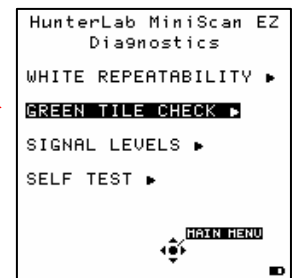 HunterLab MiniScan EZ
Diagnostics
WHITE REPEATABILITY ▶
GREEN TILE CHECK ▶
SIGNAL LEVELS ▶
SELF TEST ▶
MAIN MENU